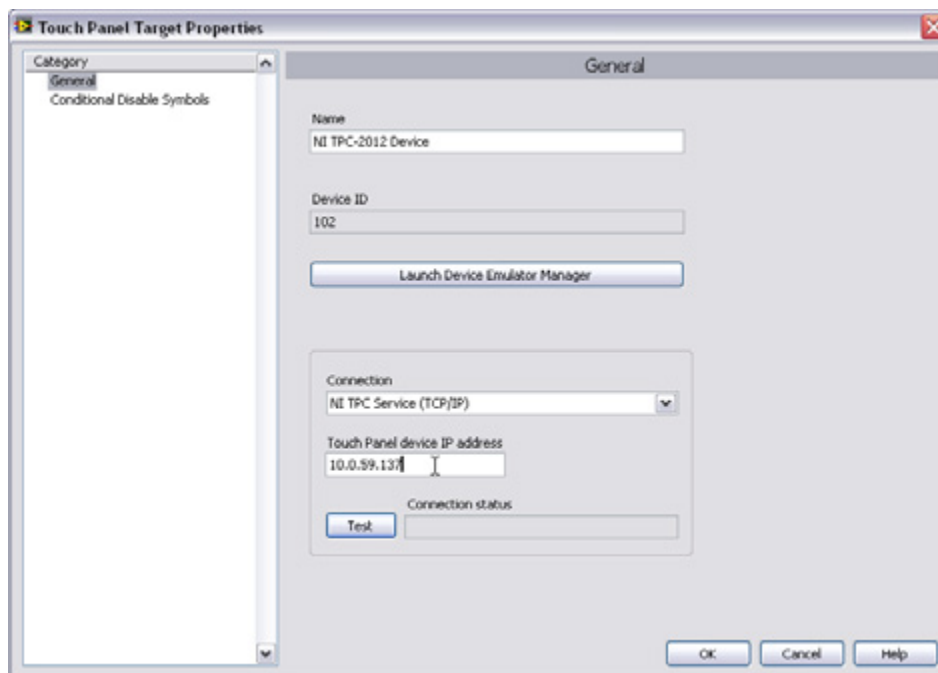 Touch Panel Target Properties
Category
General
Conditional Disable Symbols
General
Name
NI TPC-2012 Device
Device ID
102
Launch Device Emulator Manager
Connection
NI TPC Service (TCP/IP)
Touch Panel device IP address
10.0.59.137
Connection status
Test
OK
Cancel
Help